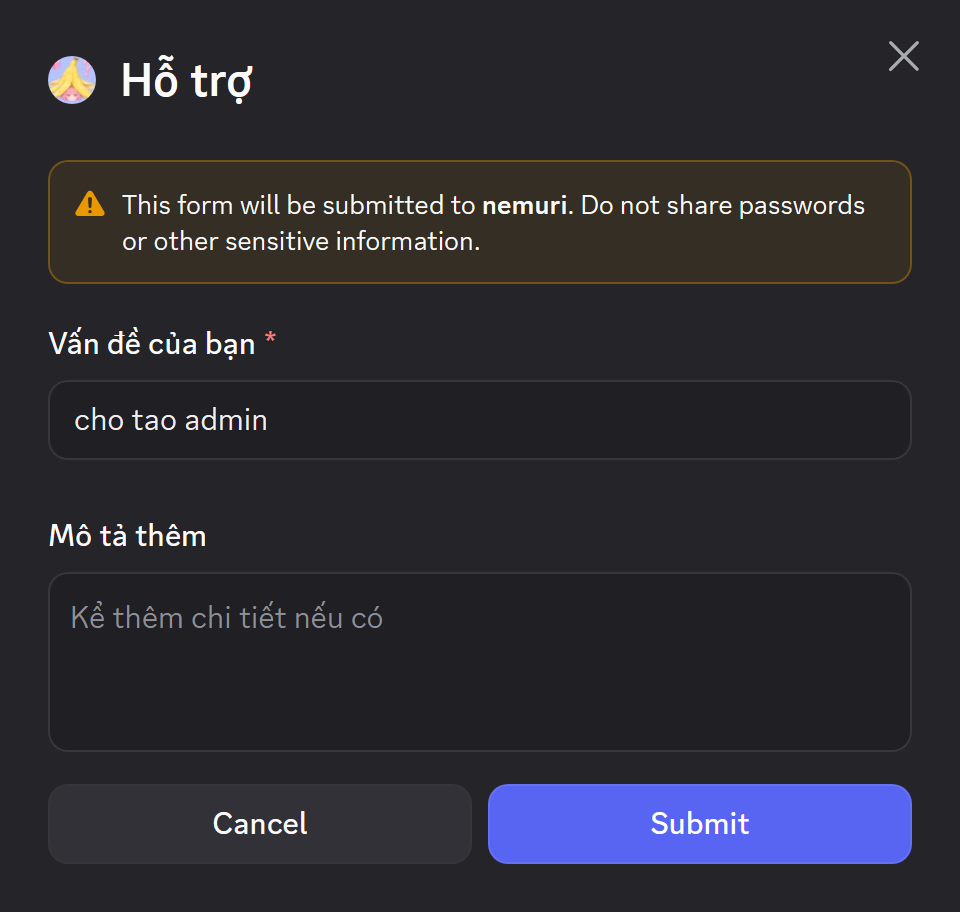 Hỗ trợ
This form will be submitted to nemuri. Do not share passwords
or other sensitive information.
Vấn đề của bạn *
cho tao admin
Mô tả thêm
Kể thêm chi tiết nếu có
Cancel
Submit